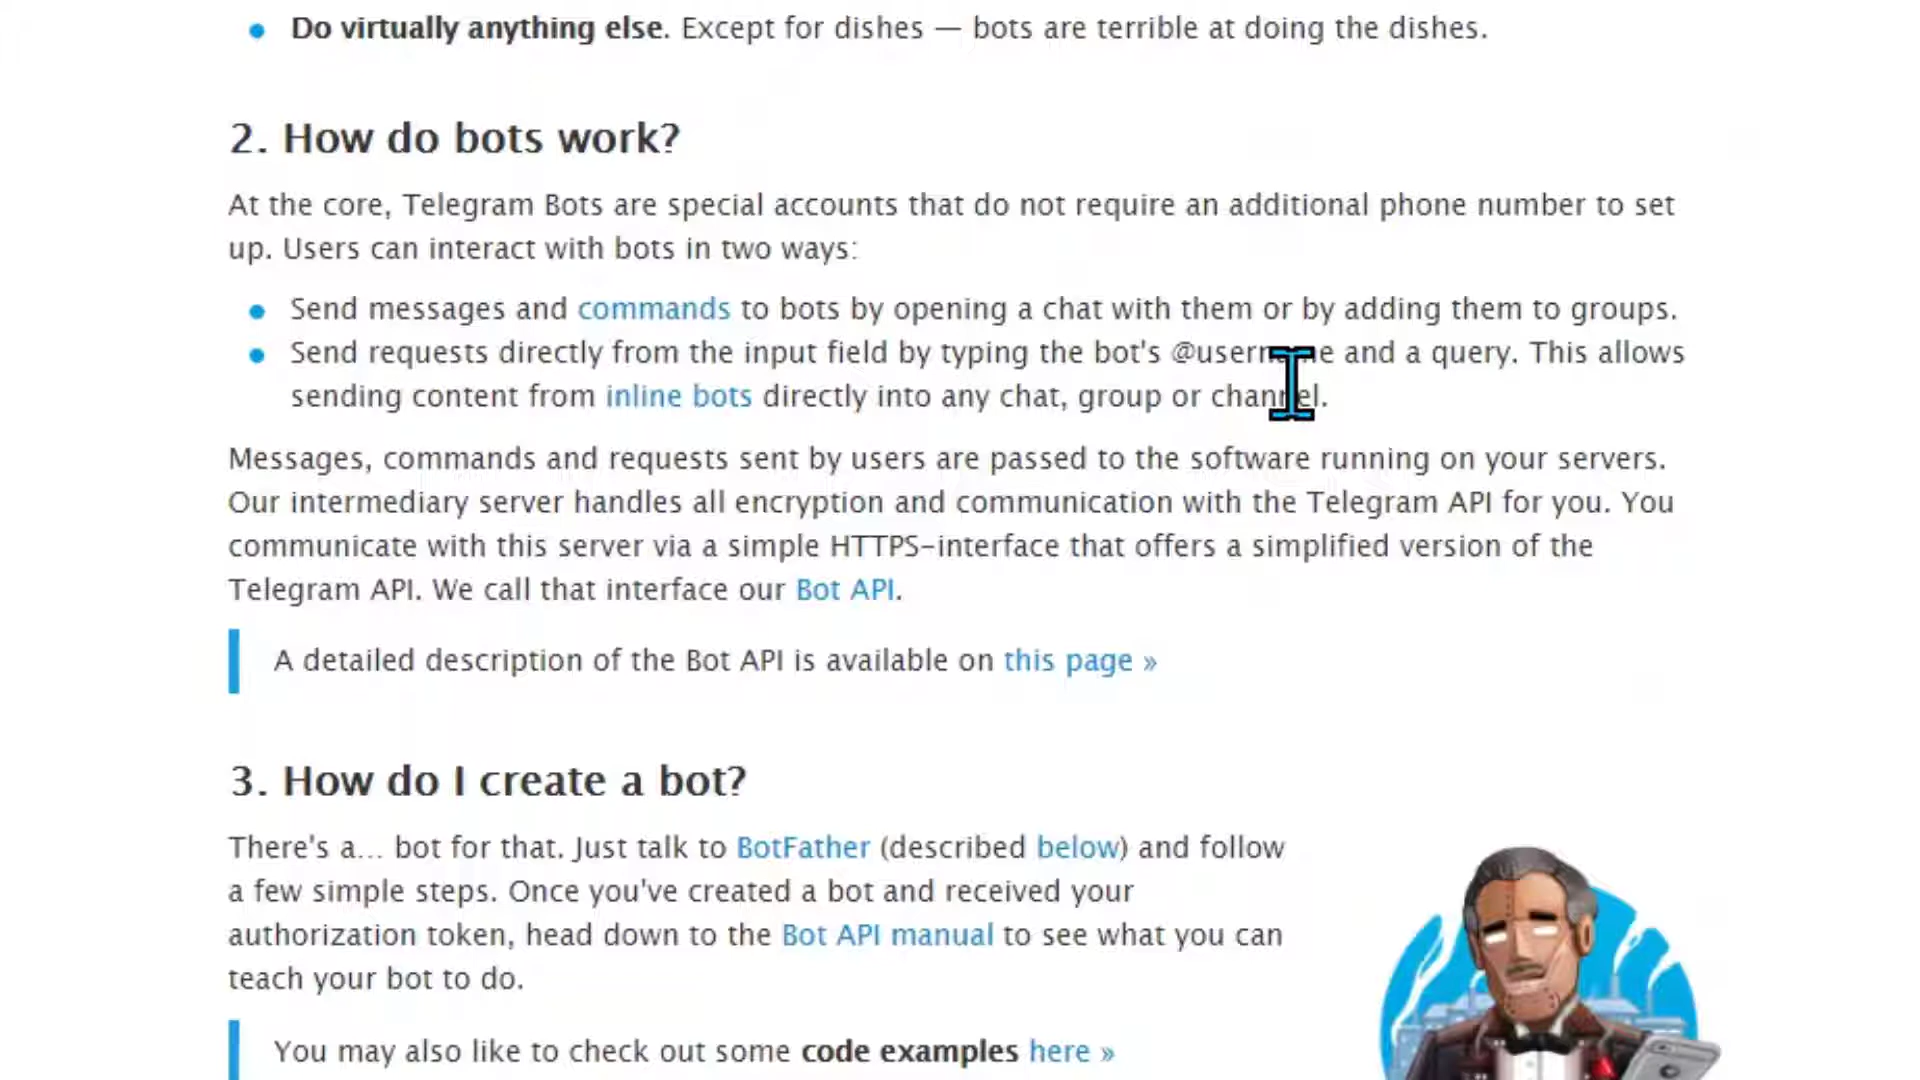 Do virtually anything else. Except for dishes — bots are terrible at doing the dishes.
2. How do bots work?
At the core, Telegram Bots are special accounts that do not require an additional phone number to set
up. Users can interact with bots in two ways:
Send messages and commands to bots by opening a chat with them or by adding them to groups.
Send requests directly from the input field by typing the bot's @username and a query. This allows
sending content from inline bots directly into any chat, group or channel.
Messages, commands and requests sent by users are passed to the software running on your servers.
Our intermediary server handles all encryption and communication with the Telegram API for you. You
communicate with this server via a simple HTTPS-interface that offers a simplified version of the
Telegram API. We call that interface our Bot API.
A detailed description of the Bot API is available on this page »
3. How do I create a bot?
There's a... bot for that. Just talk to BotFather (described below) and follow
a few simple steps. Once you've created a bot and received your
authorization token, head down to the Bot API manual to see what you can
teach your bot to do.
You may also like to check out some code examples here »